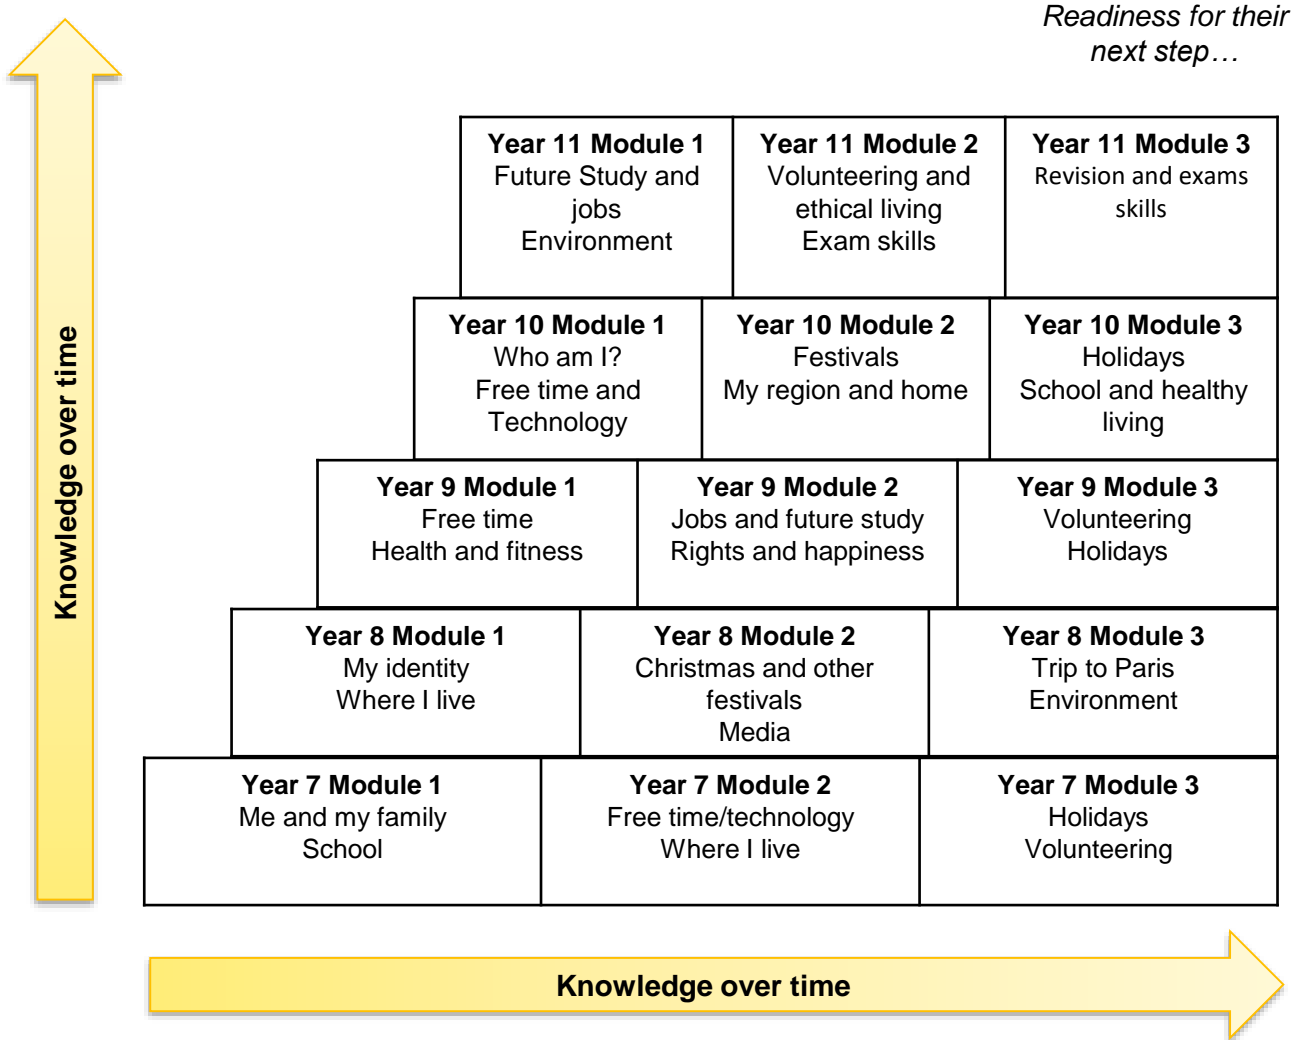 Readiness for their
next step…
Knowledge over time
Year 11 Module 1
Future Study and
jobs
Environment
Year 11 Module 2
Volunteering and
ethical living
Exam skills
Year 11 Module 3
Revision and exams
skills
Year 10 Module 1
Who am I?
Free time and
Technology
Year 10 Module 2
Festivals
My region and home
Year 10 Module 3
Holidays
School and healthy
living
Year 9 Module 1
Free time
Health and fitness
Year 9 Module 2
Jobs and future study
Rights and happiness
Year 9 Module 3
Volunteering
Holidays
Year 8 Module 1
My identity
Where I live
Year 8 Module 2
Christmas and other
festivals
Media
Year 8 Module 3
Trip to Paris
Environment
Year 7 Module 1
Me and my family
School
Year 7 Module 2
Free time/technology
Where I live
Year 7 Module 3
Holidays
Volunteering
Knowledge over time